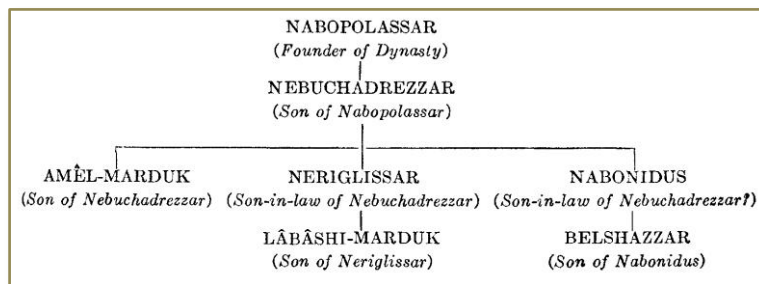 NABOPOLASSAR
(Founder of Dynasty)
NEBUCHADREZZAR
(Son of Nabopolassar)
AMÊL-MARDUK
(Son of Nebuchadrezzar)
NERIGLISSAR
(Son-in-law of Nebuchadrezzar)
NABONIDUS
(Son-in-law of Nebuchadrezzar?)
LÂBÂSHI-MARDUK
(Son of Neriglissar)
BELSHAZZAR
(Son of Nabonidus)